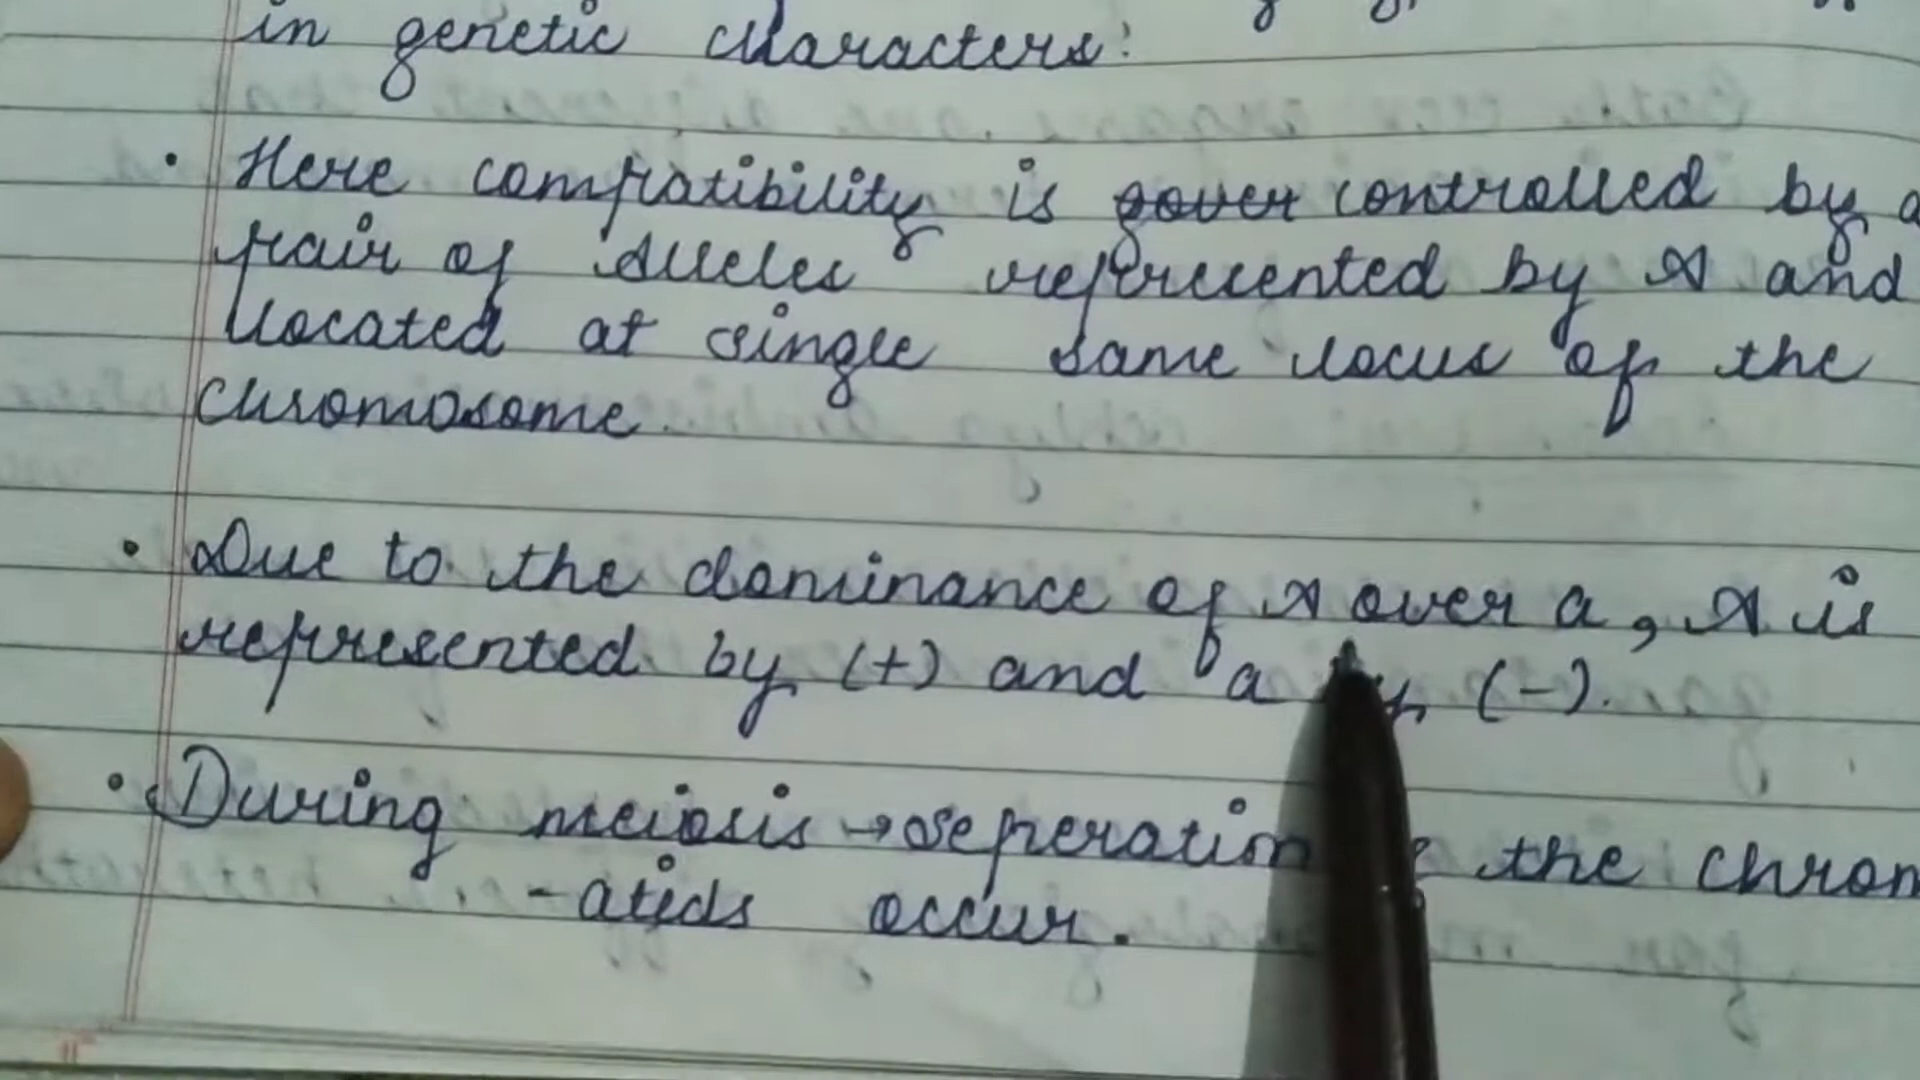 in genetic characters:
• Here compatibility is gover controlled by a
pair of Alleles represented by A and
located at single same locus of the
chromosome.
• Due to the dominance of A over a, A is
represented by (+) and a by (-).
• During meiosis → seperation the chrom
-atids occur.